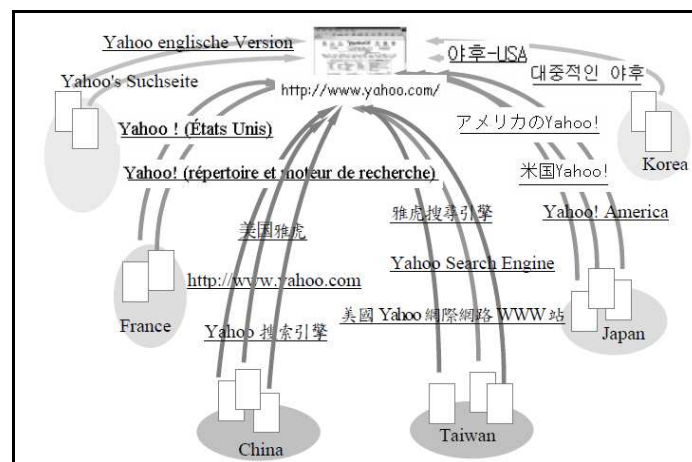 Yahoo englische Version
야후-USA
Yahoo's Suchseite
대중적인 야후
http://www.yahoo.com/
Yahoo ! (États Unis)
アメリカのYahoo!
Korea
Yahoo! (répertoire et moteur de recherche)
米国Yahoo!
美国雅虎
雅虎搜尋引擎
Yahoo! America
http://www.yahoo.com
Yahoo Search Engine
France
Yahoo 搜索引擎
美國 Yahoo 網際網路 WWW 站
Japan
China
Taiwan